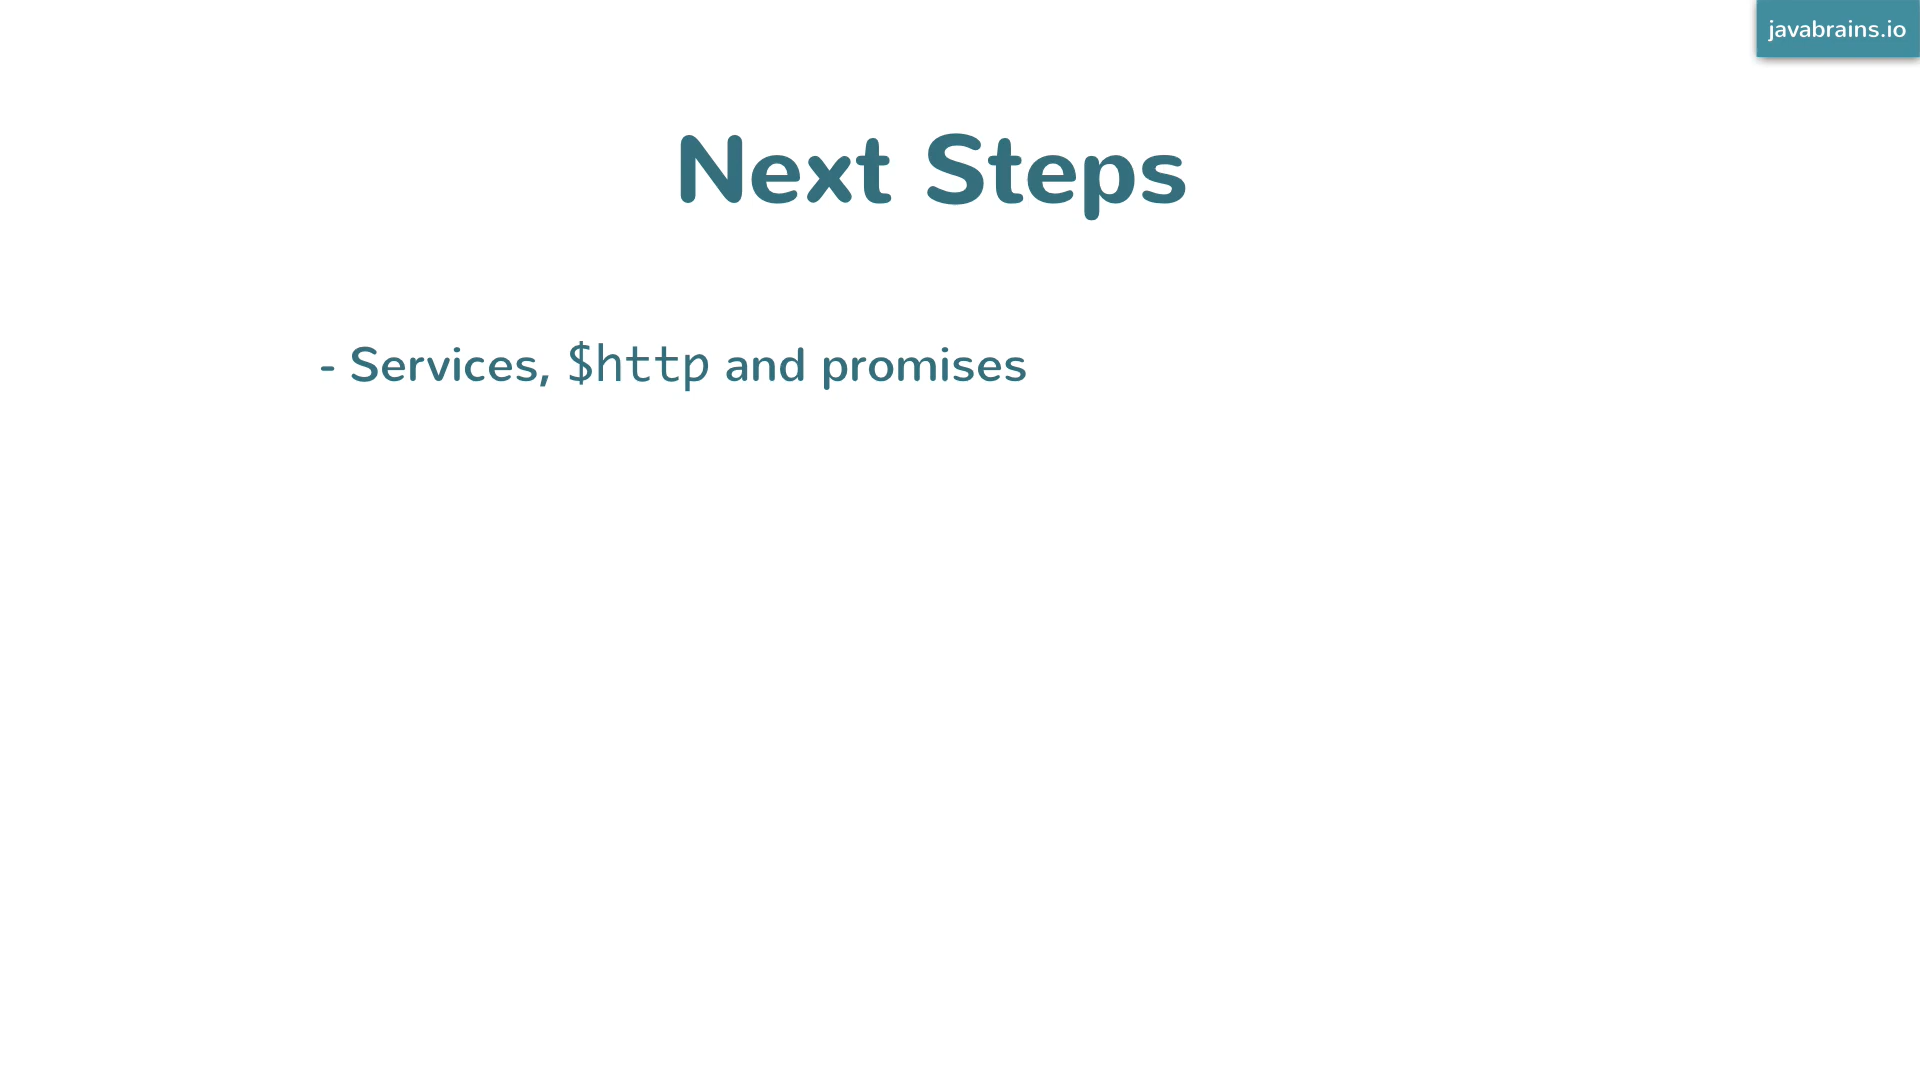 javabrains.io
Next Steps
- Services, $http and promises